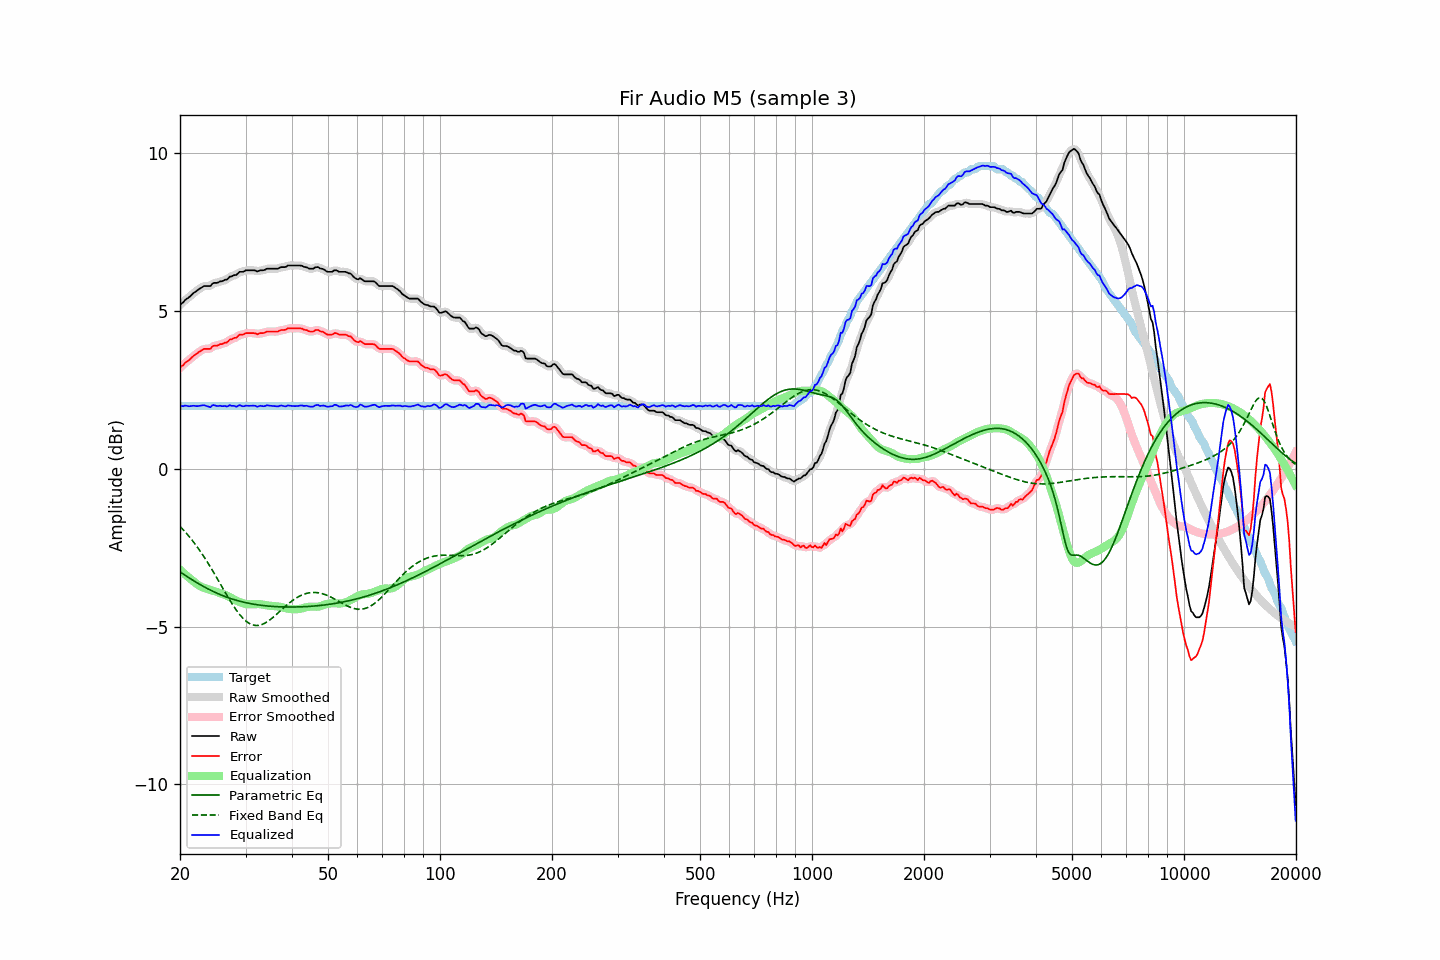 Fir Audio M5 (sample 3)
Amplitude (dBr)
10
5
0
−5
−10
Target
Raw Smoothed
Error Smoothed
Raw
Error
Equalization
Parametric Eq
Fixed Band Eq
Equalized
20 50 100 200 500 1000 2000 5000 10000 20000
Frequency (Hz)